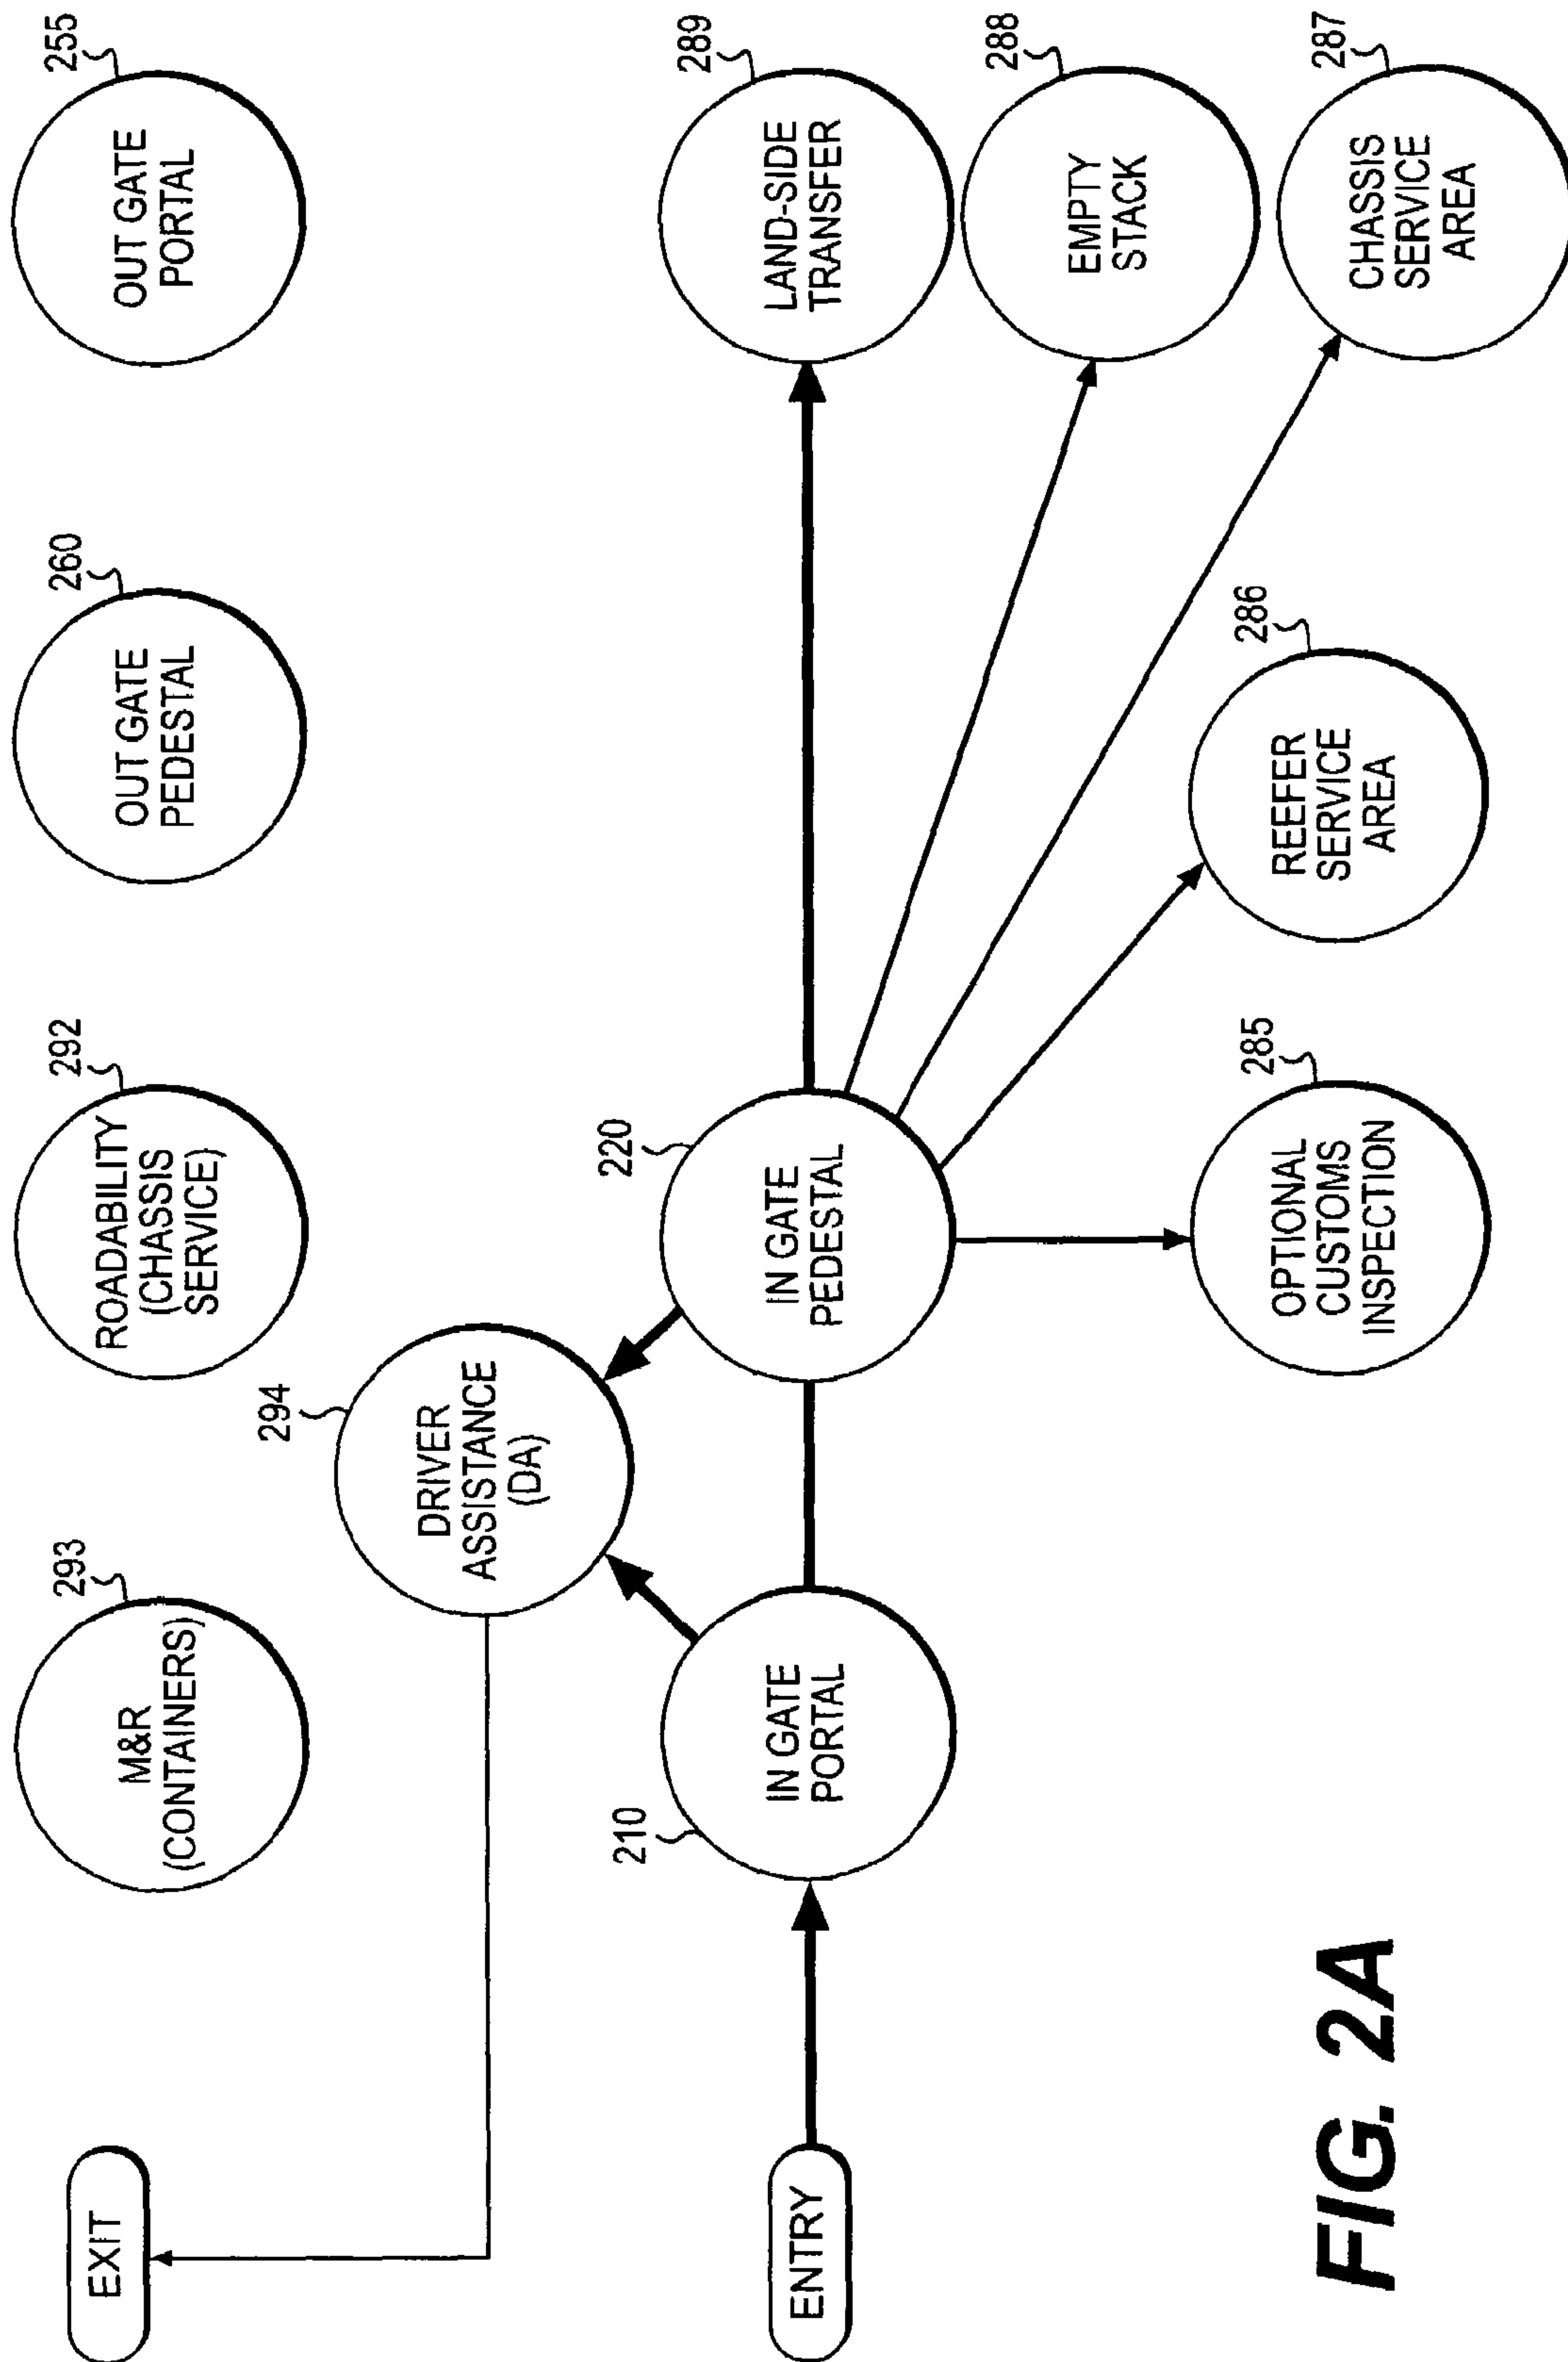 EXIT
293
M&R
(CONTAINERS)
292
ROADABILITY
(CHASSIS
SERVICE)
260
OUT GATE
PEDESTAL
255
OUT GATE
PORTAL
294
DRIVER
ASSISTANCE
(DA)
ENTRY
210
IN GATE
PORTAL
220
IN GATE
PEDESTAL
289
LAND-SIDE
TRANSFER
288
EMPTY
STACK
285
OPTIONAL
CUSTOMS
INSPECTION
286
REEFER
SERVICE
AREA
287
CHASSIS
SERVICE
AREA
FIG. 2A